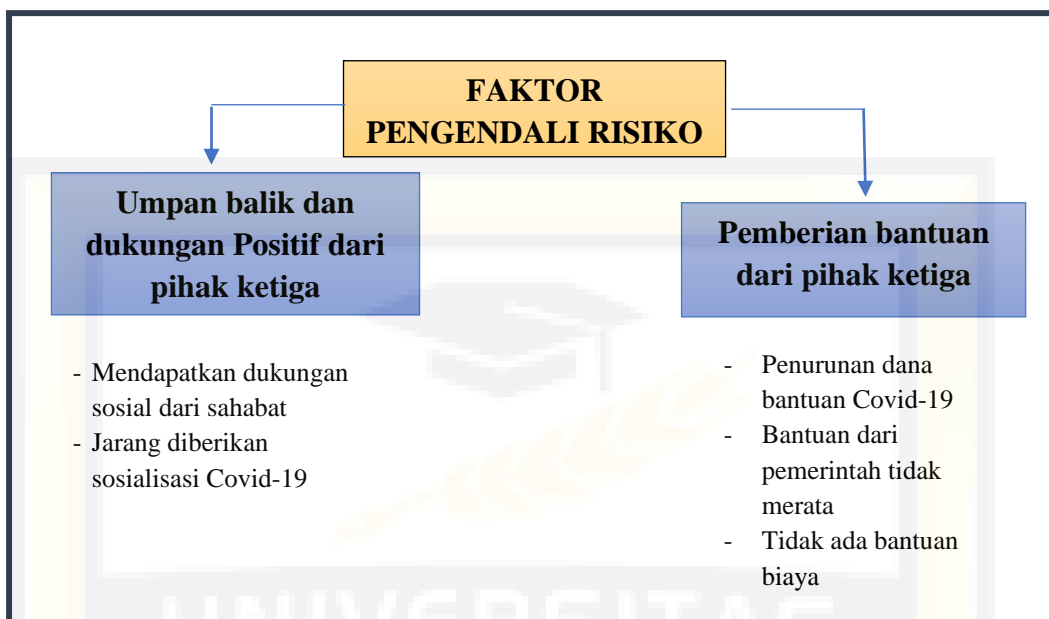 FAKTOR
PENGENDALI RISIKO
Umpan balik dan
dukungan Positif dari
pihak ketiga
- Mendapatkan dukungan
sosial dari sahabat
- Jarang diberikan
sosialisasi Covid-19
Pemberian bantuan
dari pihak ketiga
- Penurunan dana
bantuan Covid-19
- Bantuan dari
pemerintah tidak
merata
- Tidak ada bantuan
biaya
UNIVERSITAS